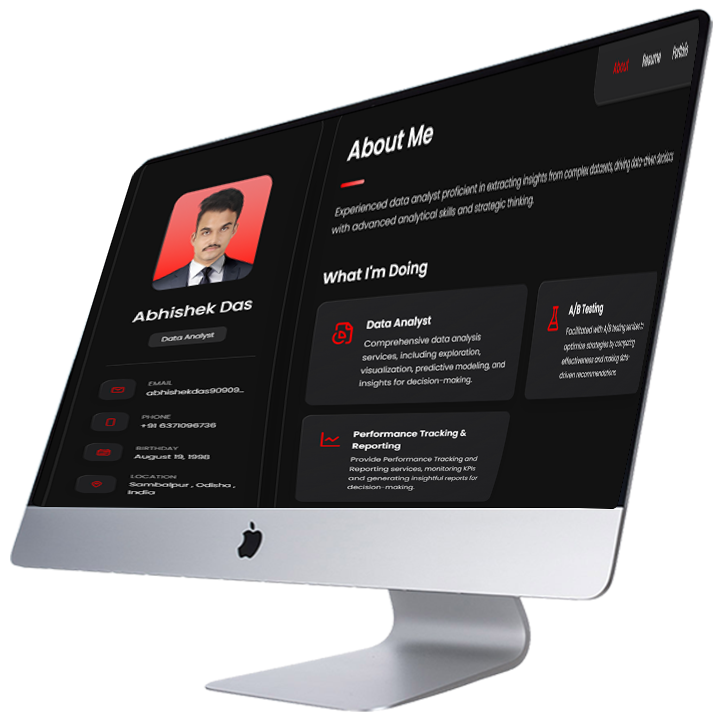 About Resume Portfolio
Abhishek Das
Data Analyst
EMAIL
abhishekdas90909...
PHONE
+91 6371096736
BIRTHDAY
August 19, 1998
LOCATION
Sambalpur , Odisha ,
India
About Me
Experienced data analyst proficient in extracting insights from complex datasets, driving data-driven decisions
with advanced analytical skills and strategic thinking.
What I'm Doing
Data Analyst
Comprehensive data analysis
services, including exploration,
visualization, predictive modeling, and
insights for decision-making.
A/B Testing
Facilitated with A/B testing services to
optimize strategies by comparing
effectiveness and making data-
driven recommendations.
Performance Tracking &
Reporting
Provide Performance Tracking and
Reporting services, monitoring KPIs
and generating insightful reports for
decision-making.